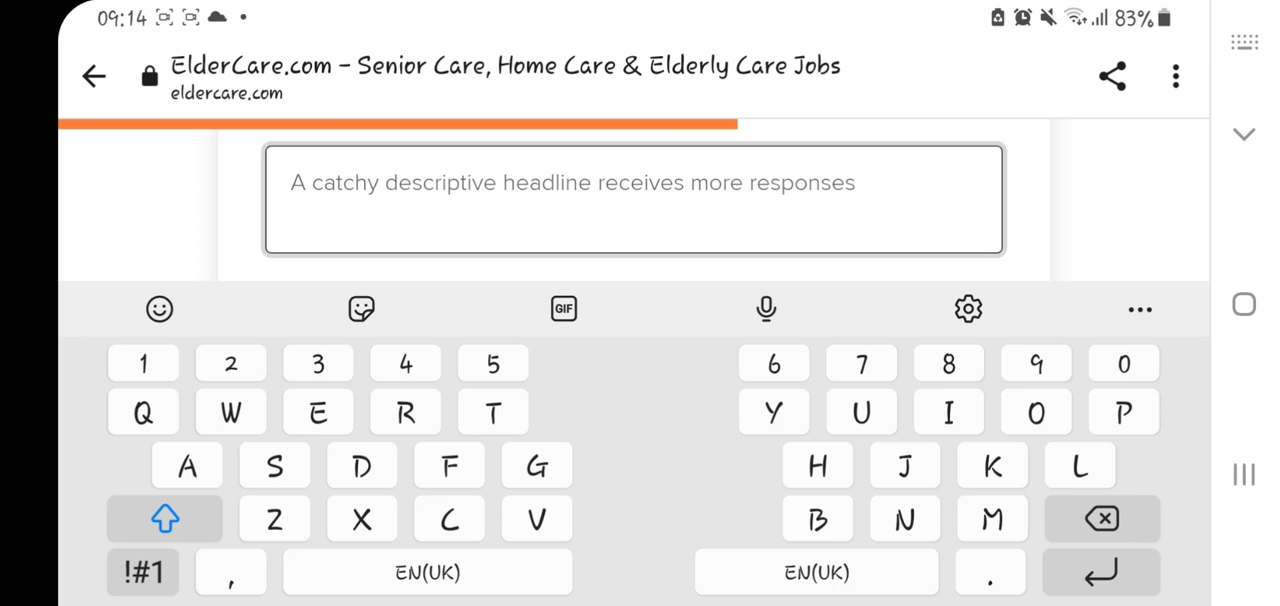 09:14
83%
ElderCare.com – Senior Care, Home Care & Elderly Care Jobs
eldercare.com
A catchy descriptive headline receives more responses
GIF
1 2 3 4 5 6 7 8 9 0
Q W E R T Y U I O P
A S D F G H J K L
Z X C V B N M
!#1 , EN(UK) EN(UK) .